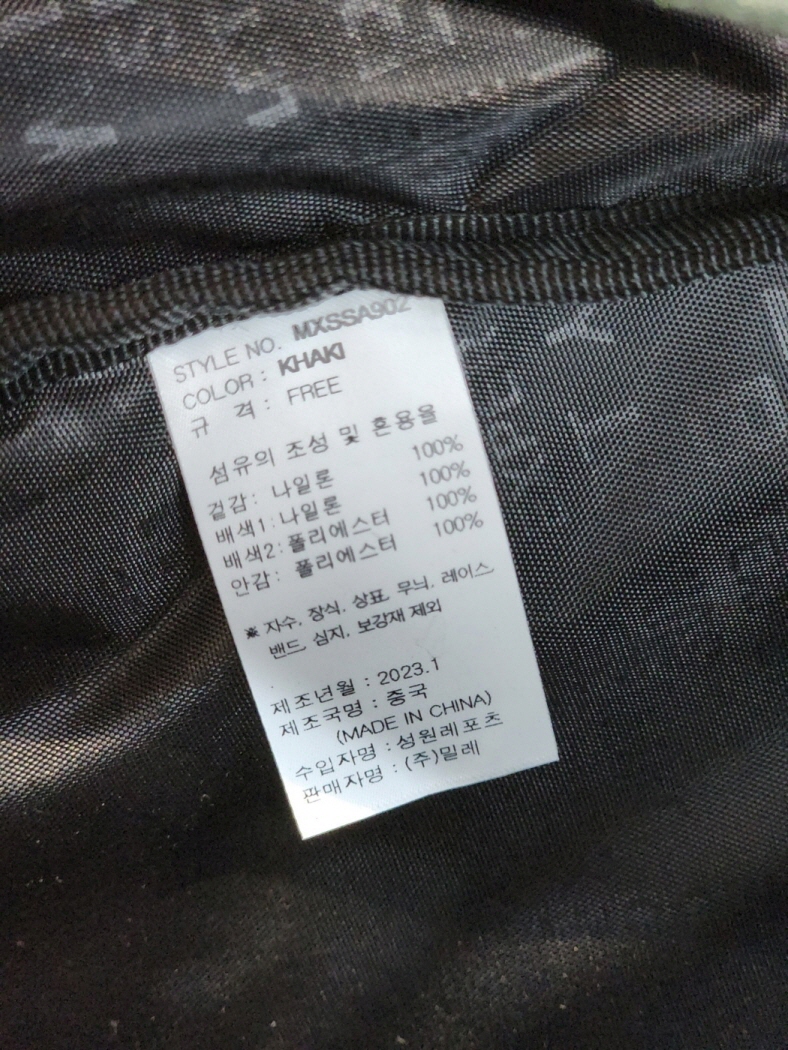 STYLE NO. MXSSA902
COLOR : KHAKI
규 격 : FREE
섬유의 조성 및 혼용율
겉감: 나일론 100%
배색1: 나일론 100%
배색2: 폴리에스터 100%
안감: 폴리에스터 100%
※ 자수, 장식, 상표, 무늬, 레이스,
밴드, 심지, 보강재 제외
제조년월 : 2023.1
제조국명 : 중국
(MADE IN CHINA)
수입자명 : 성원레포츠
판매자명 : (주)밀레